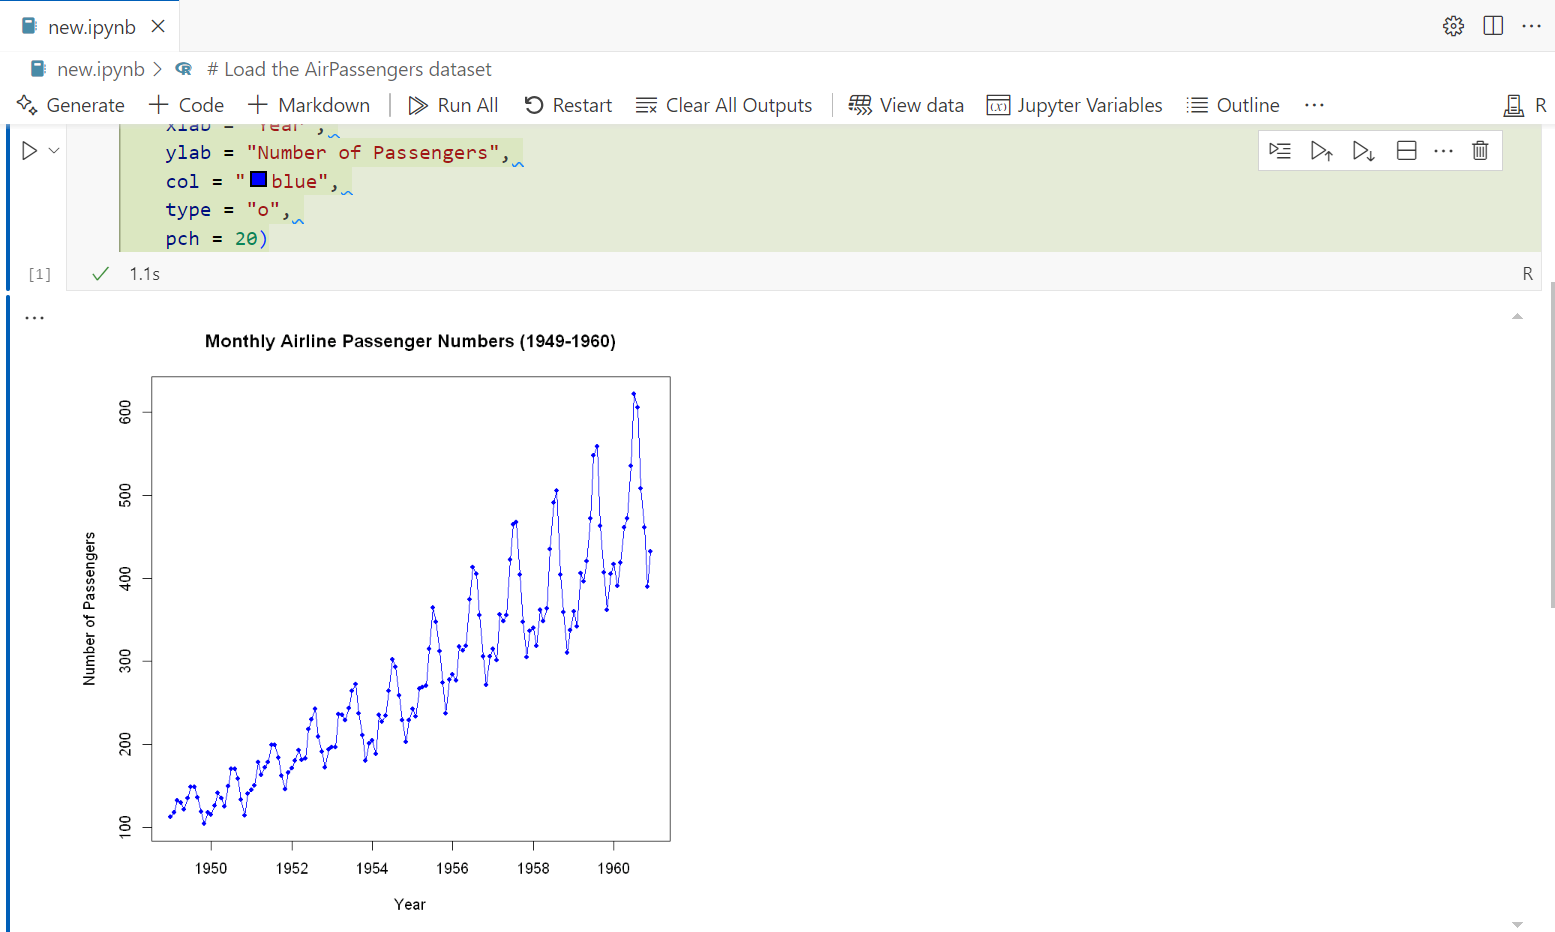 new.ipynb
new.ipynb > # Load the AirPassengers dataset
Generate + Code + Markdown | Run All Restart Clear All Outputs | View data Jupyter Variables Outline ... R
xlab = "Year",
ylab = "Number of Passengers",
col = "blue",
type = "o",
pch = 20)
[1] ✓ 1.1s R
...
Monthly Airline Passenger Numbers (1949-1960)
600
500
400
300
200
100
Number of Passengers
1950 1952 1954 1956 1958 1960
Year